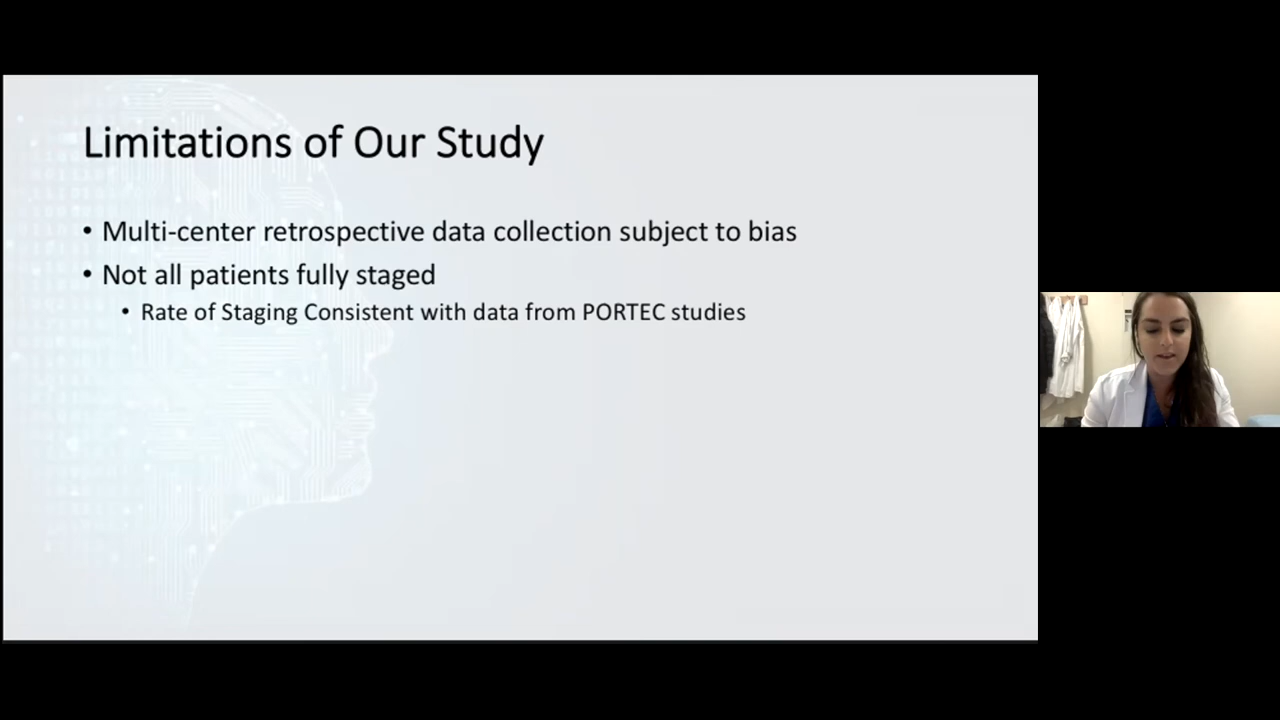 Limitations of Our Study
• Multi-center retrospective data collection subject to bias
• Not all patients fully staged
• Rate of Staging Consistent with data from PORTEC studies